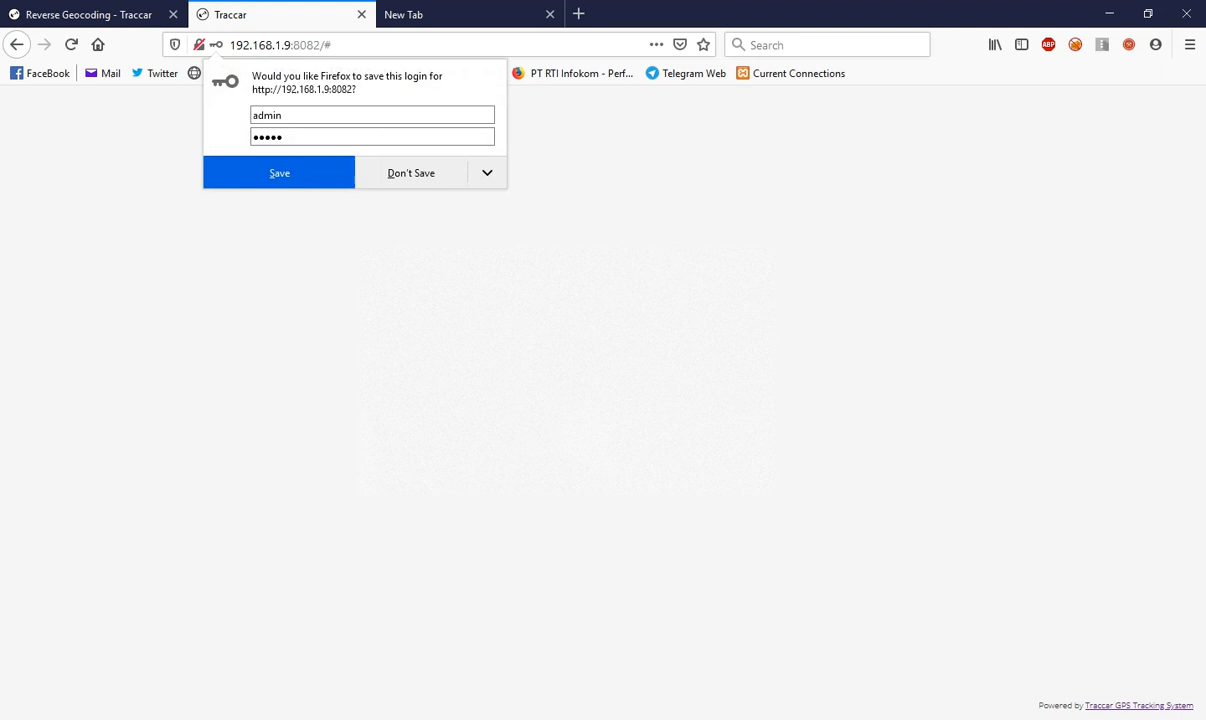 Reverse Geocoding - Traccar
Traccar
New Tab
192.168.1.9:8082/#
Search
FaceBook
Mail
Twitter
PT RTI Infokom - Perf...
Telegram Web
Current Connections
Would you like Firefox to save this login for
http://192.168.1.9:8082?
admin
•••••
Save
Don't Save
Powered by Traccar GPS Tracking System